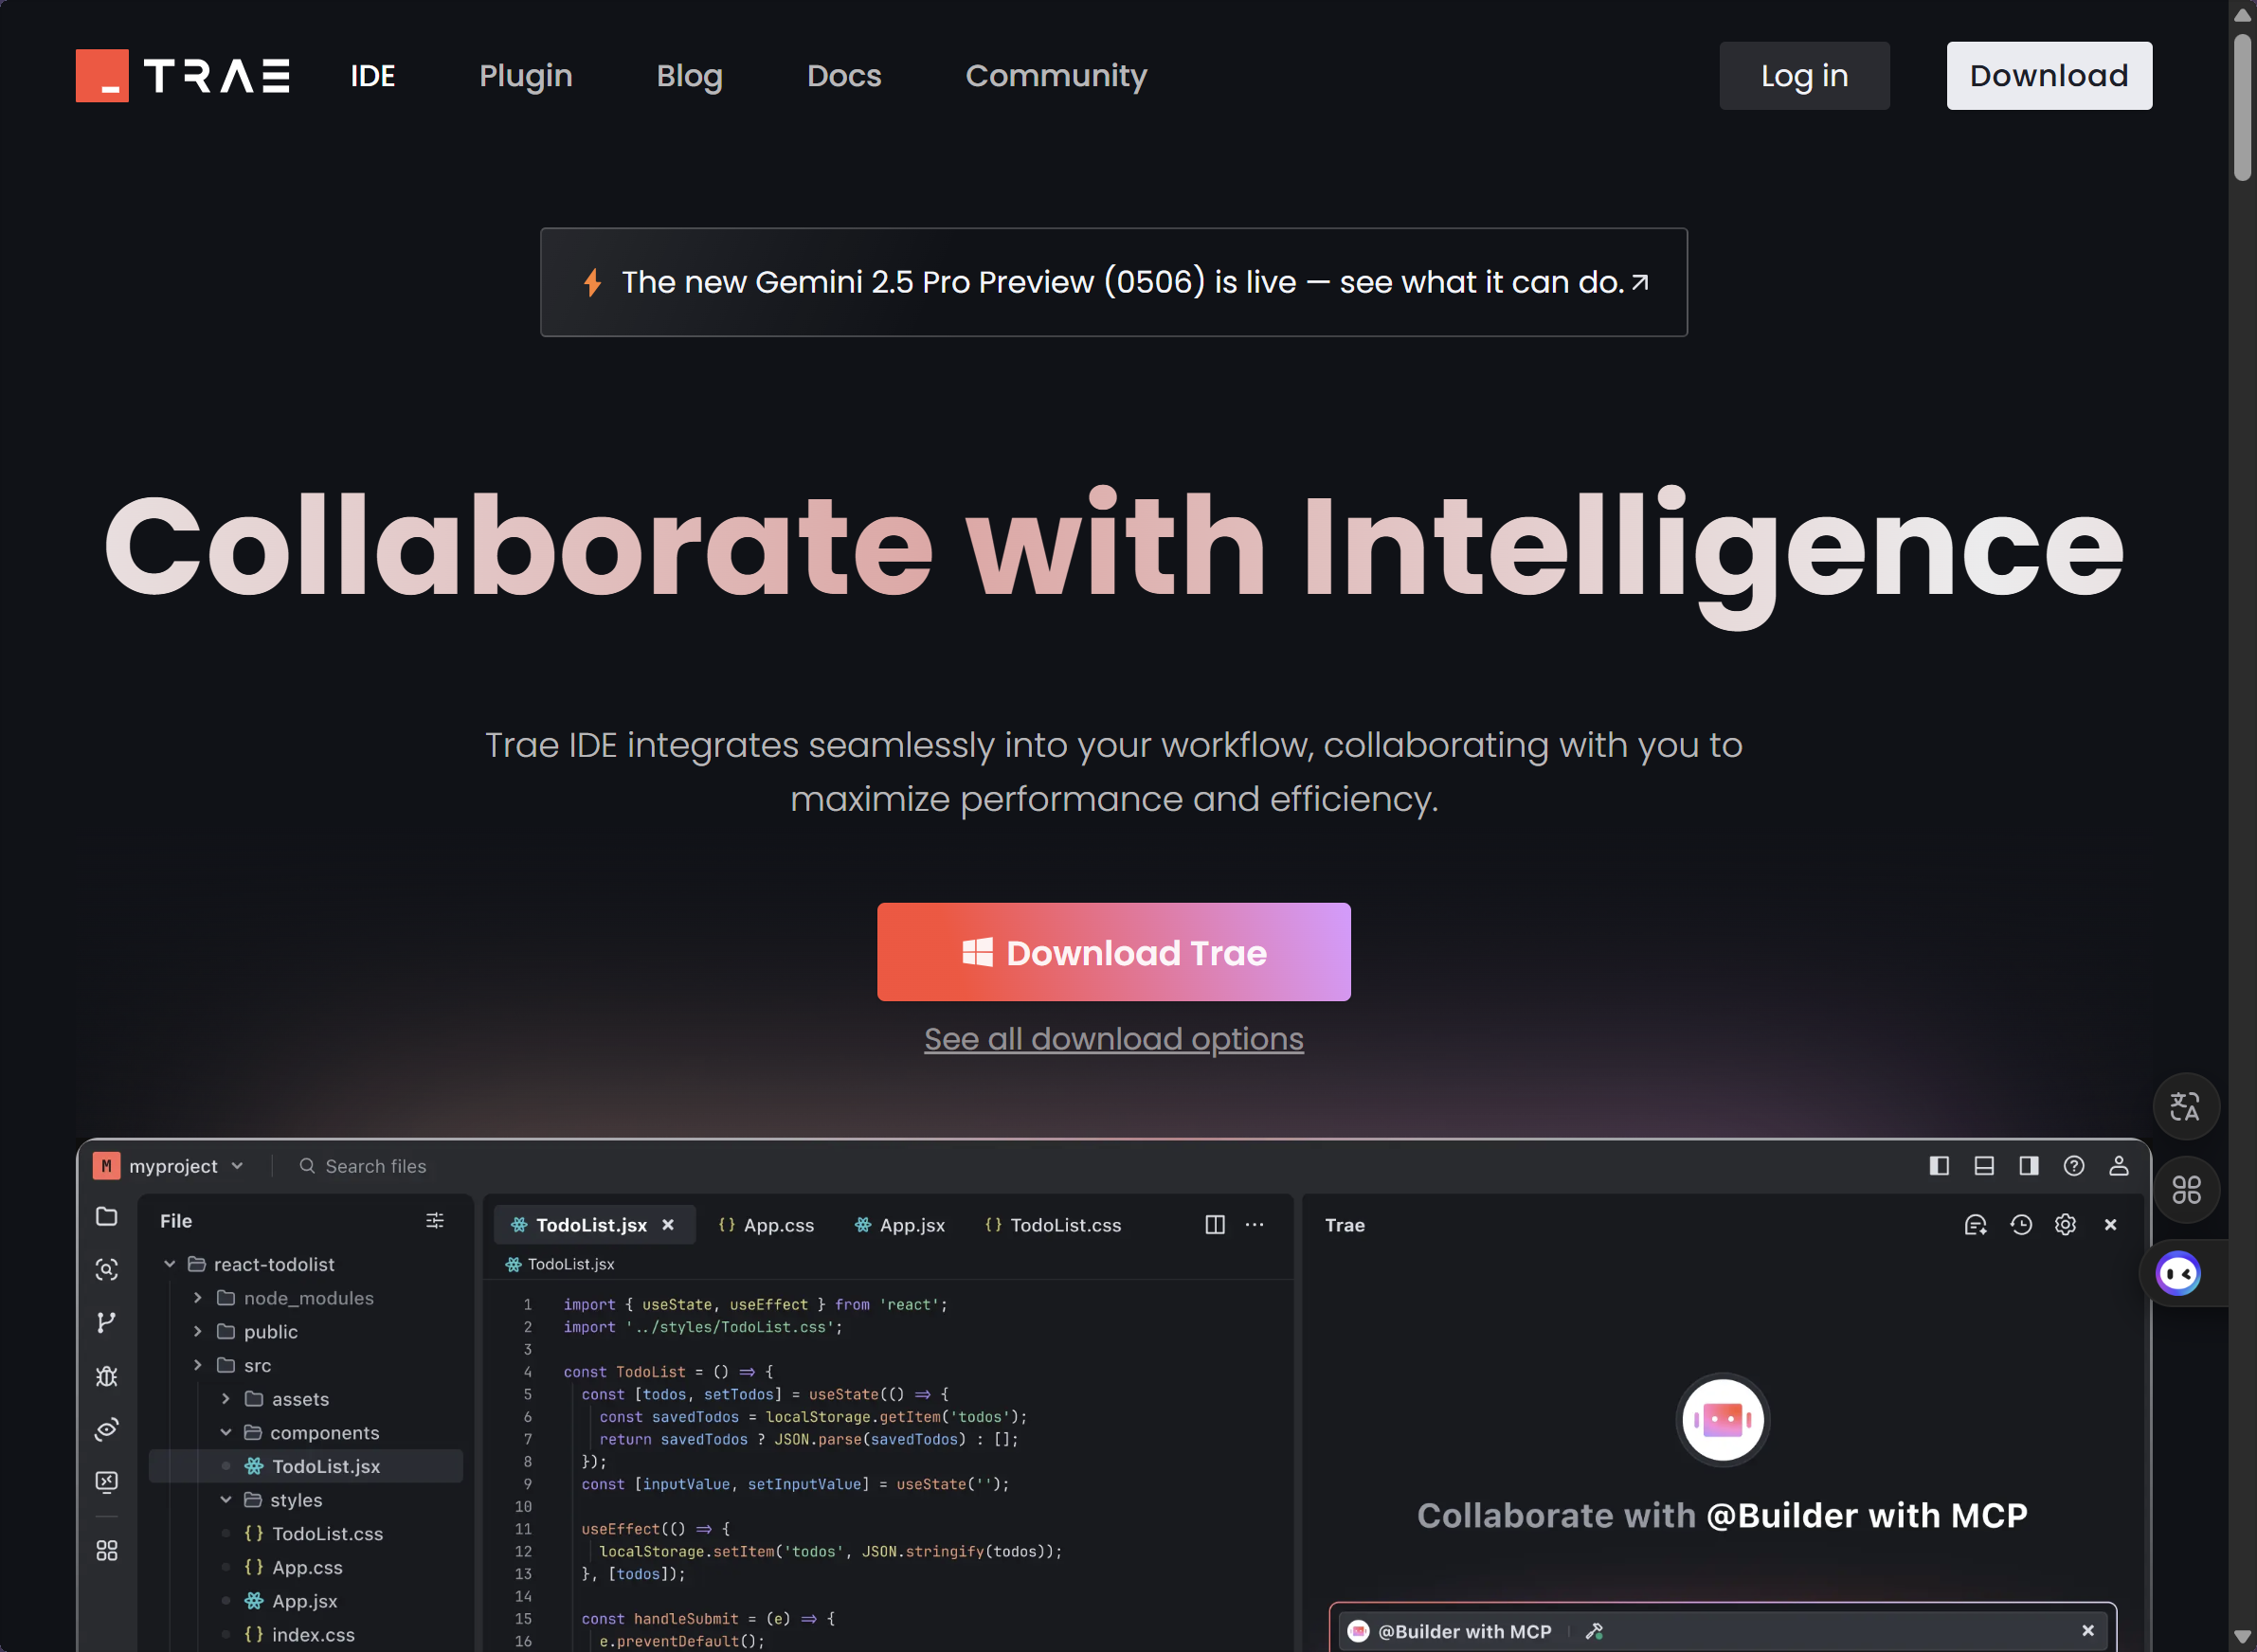 TRAE IDE Plugin Blog Docs Community Log in Download
The new Gemini 2.5 Pro Preview (0506) is live — see what it can do.
Collaborate with Intelligence
Trae IDE integrates seamlessly into your workflow, collaborating with you to
maximize performance and efficiency.
Download Trae
See all download options
M myproject Search files
File
react-todolist
node_modules
public
src
assets
components
TodoList.jsx
styles
TodoList.css
App.css
App.jsx
index.css
TodoList.jsx {} App.css App.jsx {} TodoList.css
TodoList.jsx
1 import { useState, useEffect } from 'react';
2 import '../styles/TodoList.css';
3
4 const TodoList = () => {
5 const [todos, setTodos] = useState(() => {
6 const savedTodos = localStorage.getItem('todos');
7 return savedTodos ? JSON.parse(savedTodos) : [];
8 });
9 const [inputValue, setInputValue] = useState('');
10
11 useEffect(() => {
12 localStorage.setItem('todos', JSON.stringify(todos));
13 }, [todos]);
14
15 const handleSubmit = (e) => {
16 e.preventDefault();
Trae
Collaborate with @Builder with MCP
@Builder with MCP